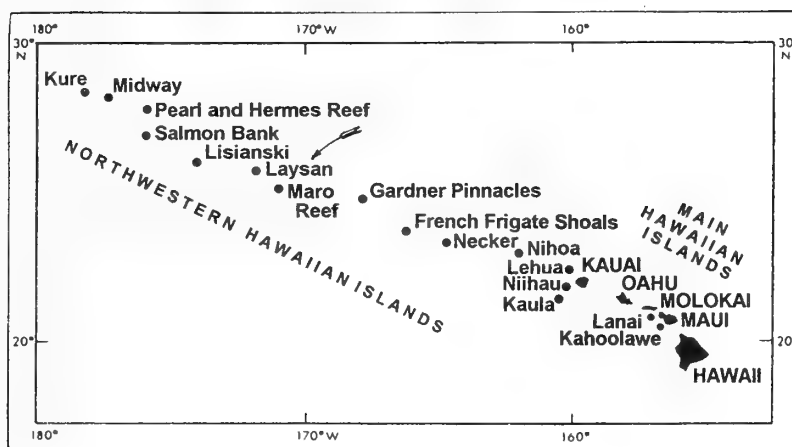 180°
170°W
160°
30°
N
30
N
Kure
Midway
Pearl and Hermes Reef
Salmon Bank
Lisianski
Laysan
Maro
Reef
Gardner Pinnacles
French Frigate Shoals
Necker
Nihoa
NORTHWESTERN HAWAIIAN ISLANDS
MAIN
HAWAIIAN
ISLANDS
Lehua
KAUAI
Niihau
OAHU
Kaula
MOLOKAI
Lanai
MAUI
Kahoolawe
HAWAII
20°
20
180°
170°W
160°